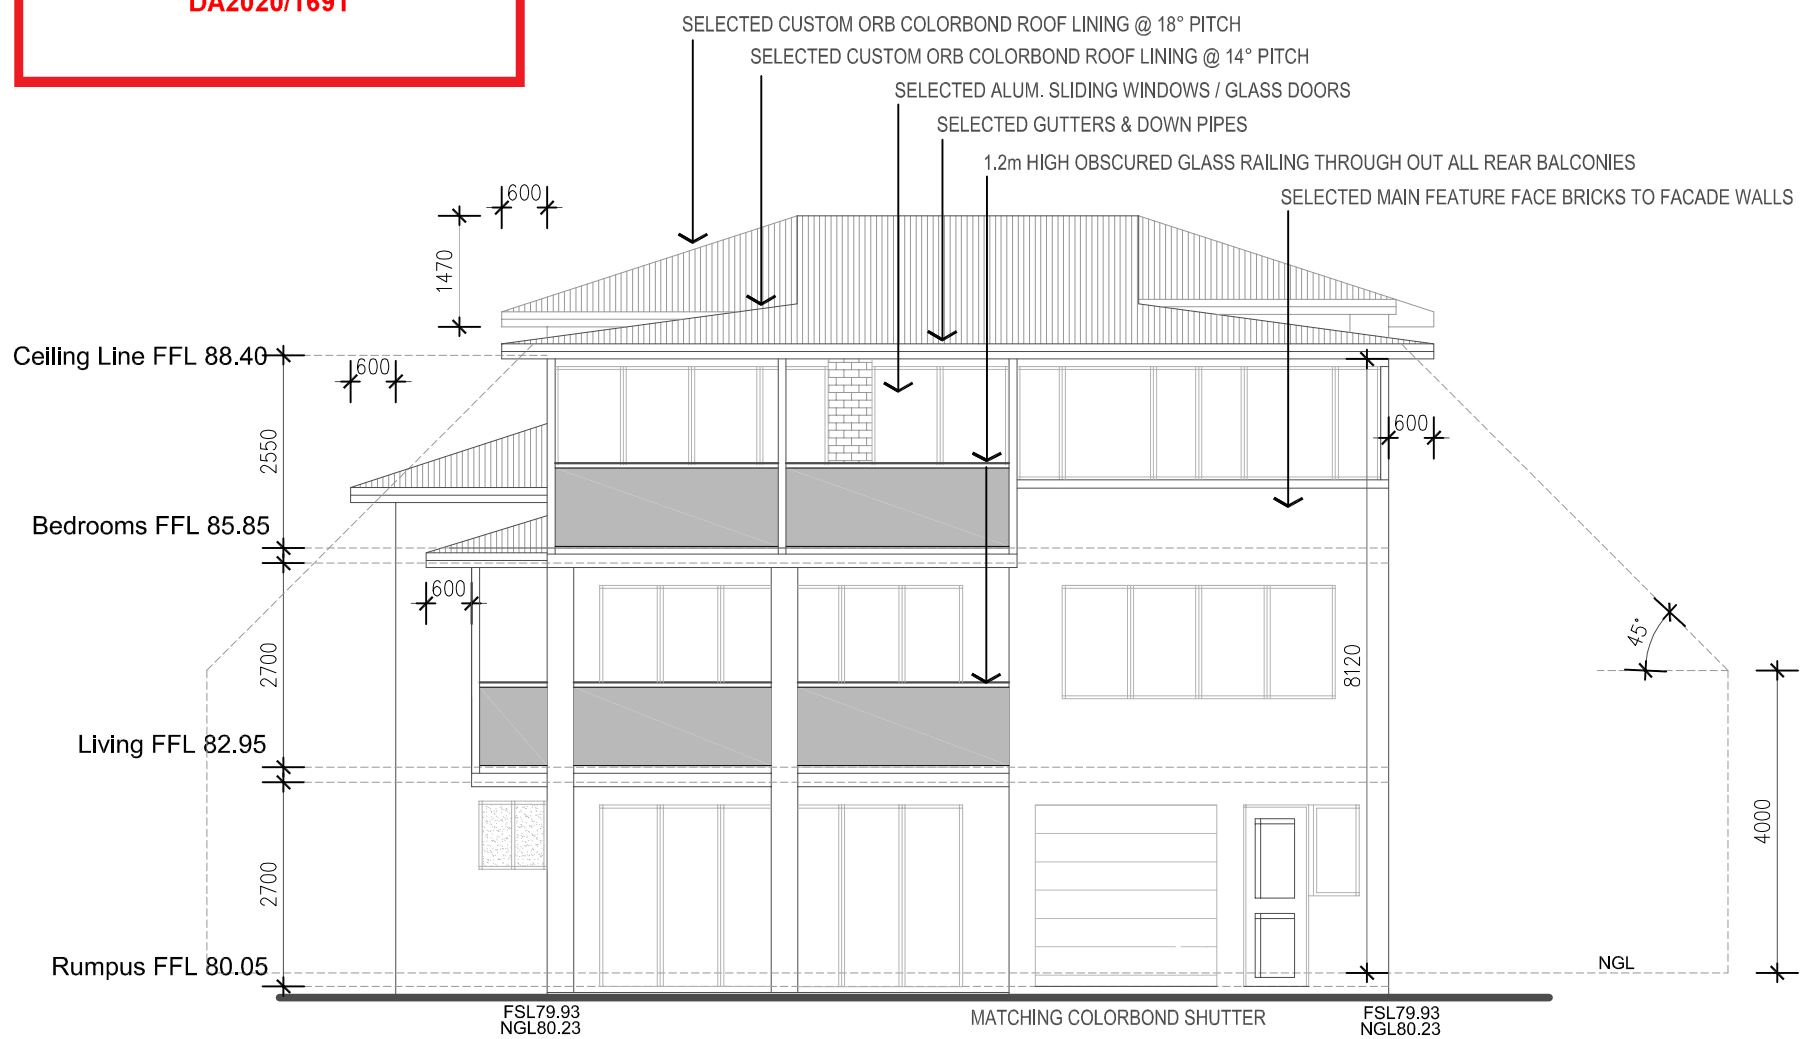 DA2020/1691
SELECTED CUSTOM ORB COLORBOND ROOF LINING @ 18° PITCH
SELECTED CUSTOM ORB COLORBOND ROOF LINING @ 14° PITCH
SELECTED ALUM. SLIDING WINDOWS / GLASS DOORS
SELECTED GUTTERS & DOWN PIPES
1.2m HIGH OBSCURED GLASS RAILING THROUGH OUT ALL REAR BALCONIES
SELECTED MAIN FEATURE FACE BRICKS TO FACADE WALLS
600
1470
Ceiling Line FFL 88.40
600
600
2550
Bedrooms FFL 85.85
600
45°
2700
8120
Living FFL 82.95
4000
2700
Rumpus FFL 80.05
NGL
FSL79.93
NGL80.23
MATCHING COLORBOND SHUTTER
FSL79.93
NGL80.23